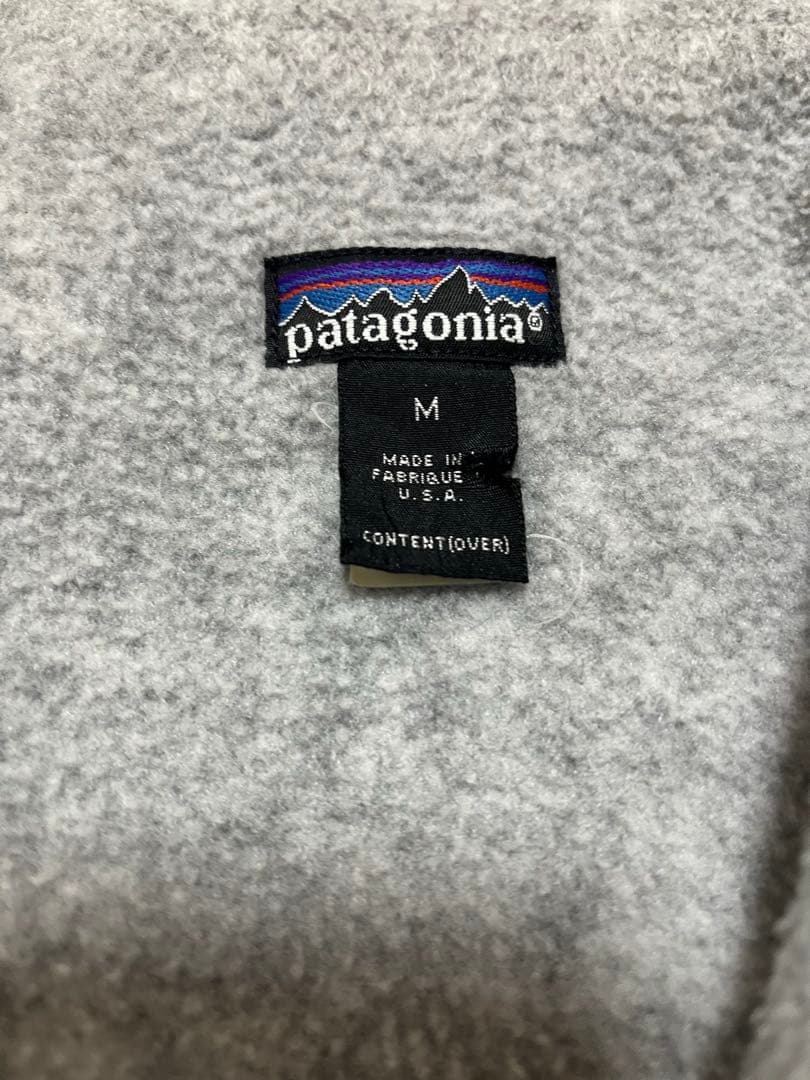 patagonia®
M
MADE IN
FABRIQUE
U.S.A.
CONTENT(OVER)